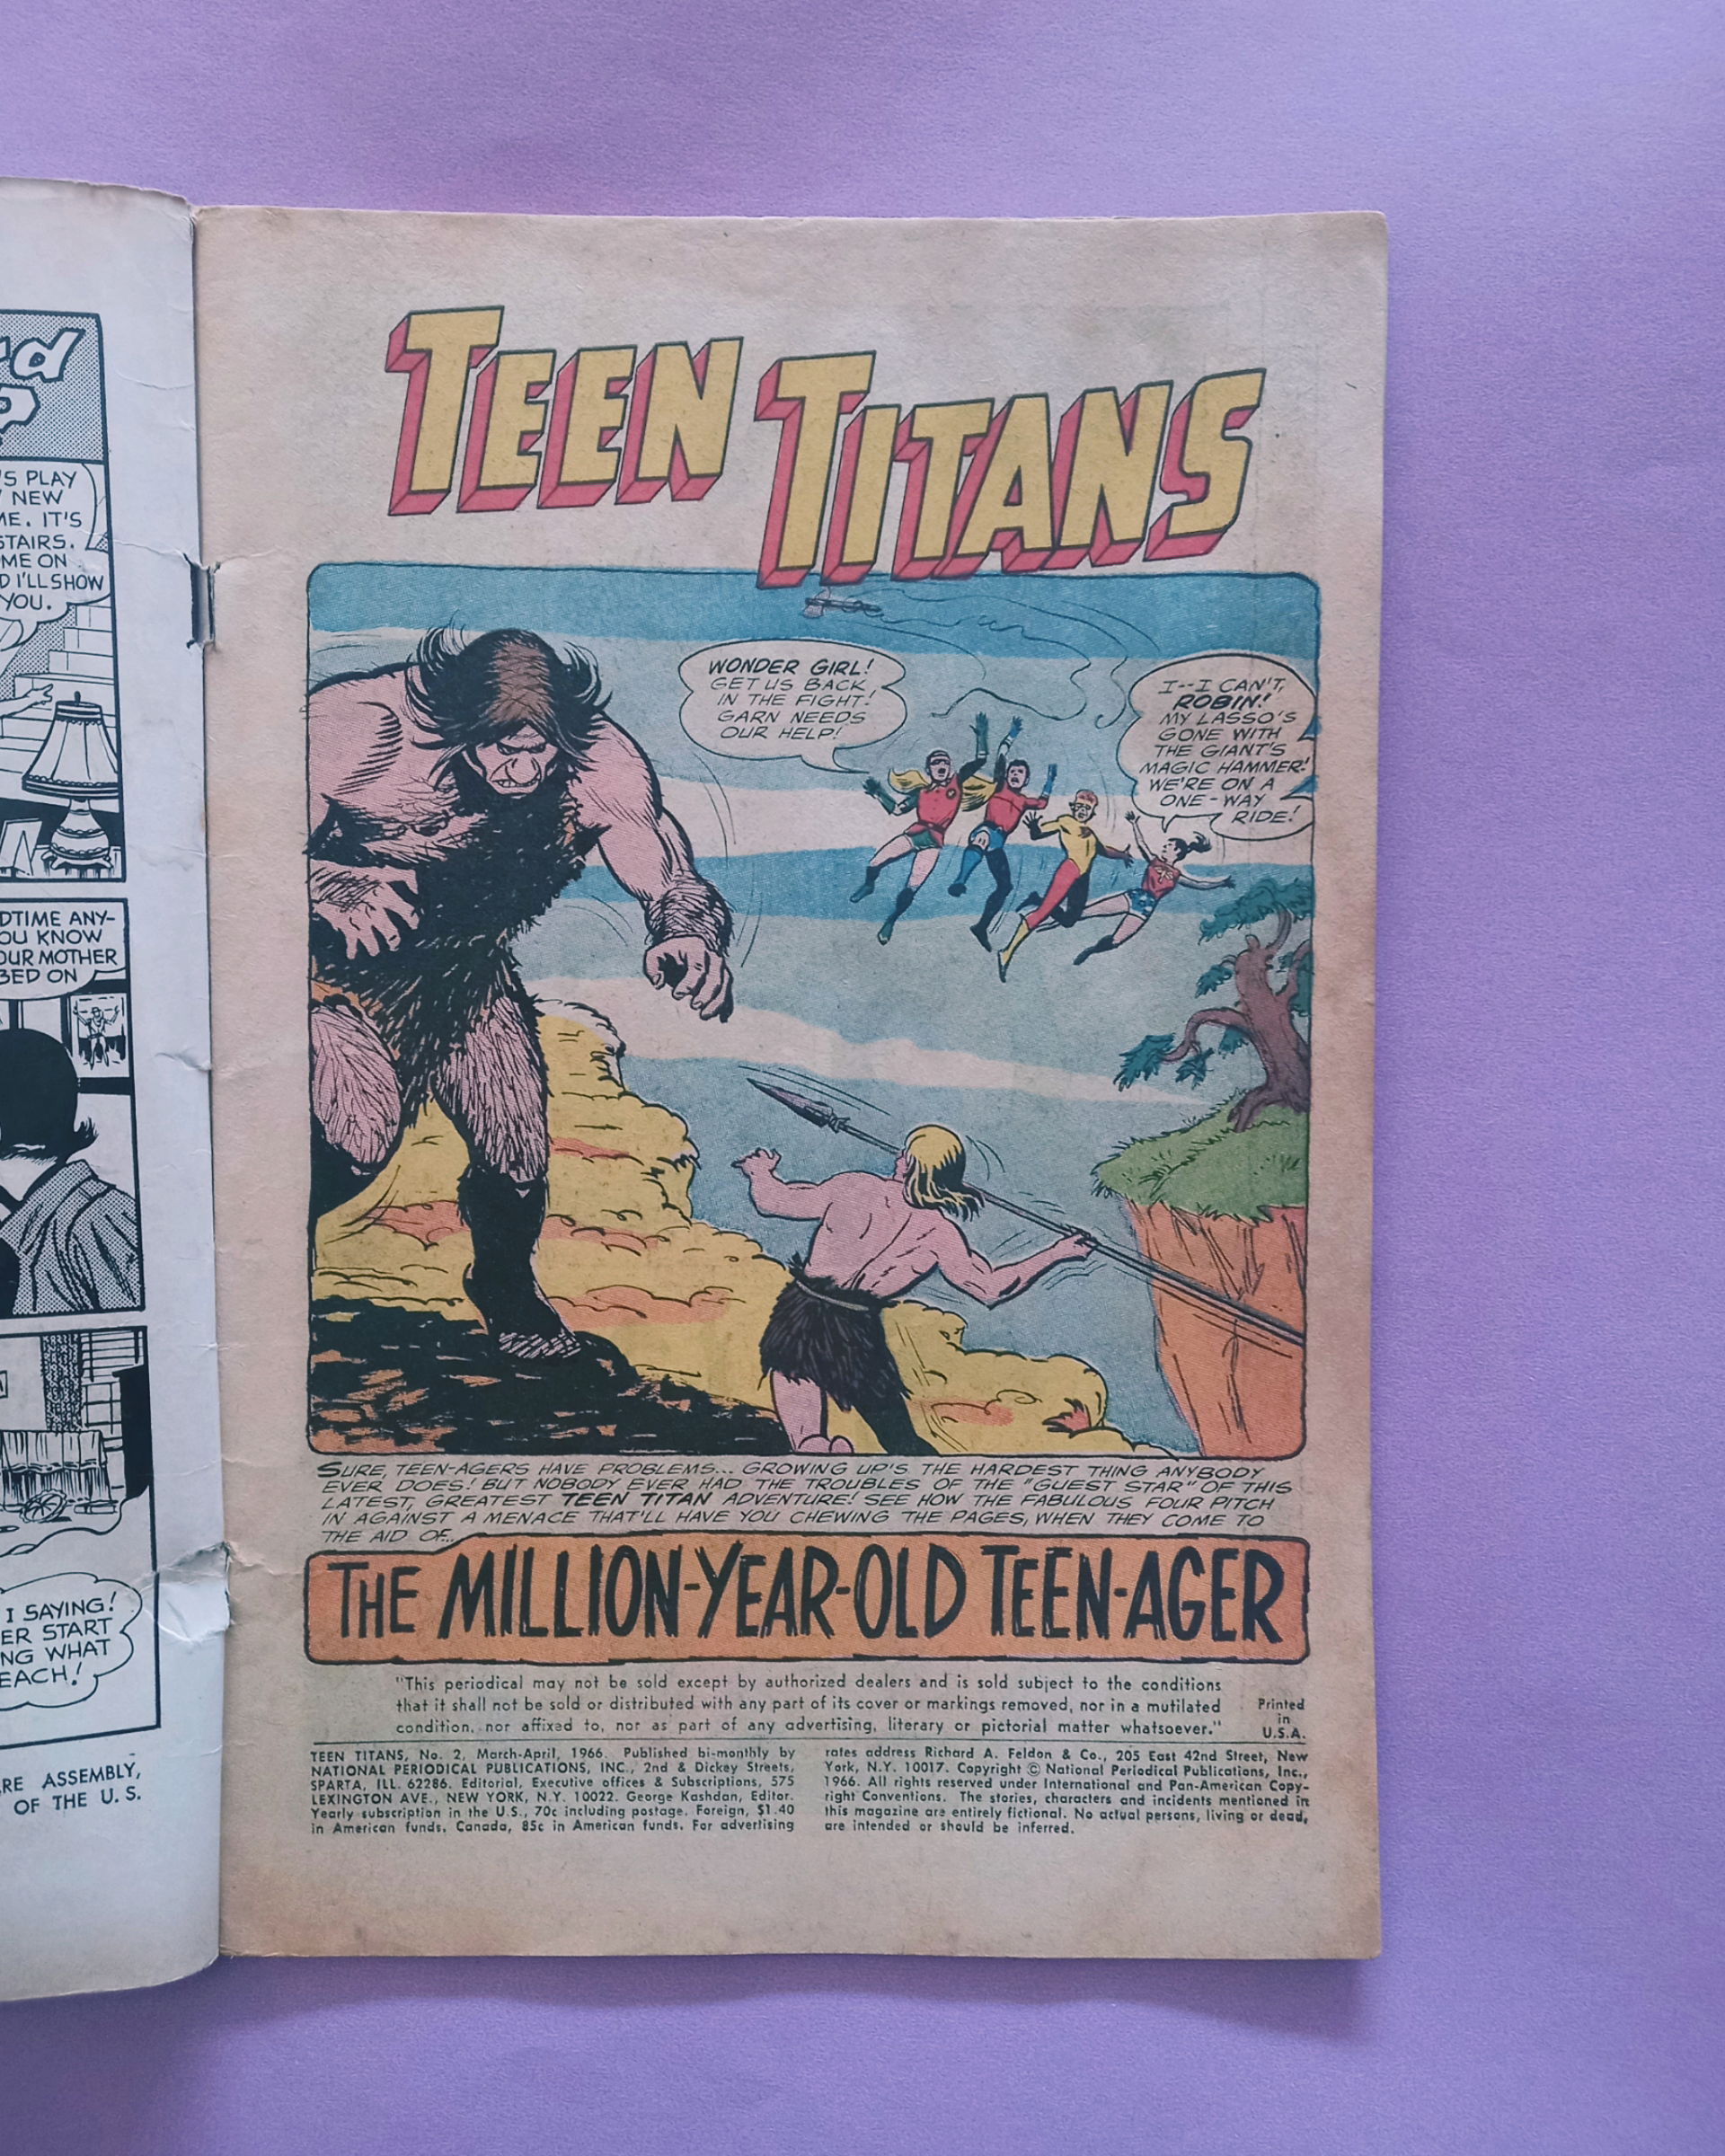 rd
P
'S PLAY
NEW
ME. IT'S
STAIRS.
OME ON
D I'LL SHOW
YOU.
DTIME ANY-
OU KNOW
OUR MOTHER
BED ON
I SAYING!
ER START
NG WHAT
EACH!
RE ASSEMBLY,
OF THE U.S.
TEEN TITANS
WONDER GIRL!
GET US BACK
IN THE FIGHT!
GARN NEEDS
OUR HELP!
I--I CAN'T,
ROBIN!
MY LASSO'S
GONE WITH
THE GIANT'S
MAGIC HAMMER!
WE'RE ON A
ONE-WAY
RIDE!
SURE, TEEN-AGERS HAVE PROBLEMS... GROWING UP'S THE HARDEST THING ANYBODY
EVER DOES! BUT NOBODY EVER HAD THE TROUBLES OF THE "GUEST STAR" OF THIS
LATEST, GREATEST TEEN TITAN ADVENTURE! SEE HOW THE FABULOUS FOUR PITCH
IN AGAINST A MENACE THAT'LL HAVE YOU CHEWING THE PAGES, WHEN THEY COME TO
THE AID OF...
THE MILLION-YEAR-OLD TEEN-AGER
"This periodical may not be sold except by authorized dealers and is sold subject to the conditions
that it shall not be sold or distributed with any part of its cover or markings removed, nor in a mutilated
condition, nor affixed to, nor as part of any advertising, literary or pictorial matter whatsoever."
Printed
in
U.S.A.
TEEN TITANS, No. 2, March-April, 1966. Published bi-monthly by
NATIONAL PERIODICAL PUBLICATIONS, INC., 2nd & Dickey Streets,
SPARTA, ILL. 62286. Editorial, Executive offices & Subscriptions, 575
LEXINGTON AVE., NEW YORK, N.Y. 10022. George Kashdan, Editor.
Yearly subscription in the U.S., 70c including postage. Foreign, $1.40
in American funds. Canada, 85c in American funds. For advertising
rates address Richard A. Feldon & Co., 205 East 42nd Street, New
York, N.Y. 10017. Copyright © National Periodical Publications, Inc.,
1966. All rights reserved under International and Pan-American Copy-
right Conventions. The stories, characters and incidents mentioned in
this magazine are entirely fictional. No actual persons, living or dead,
are intended or should be inferred.